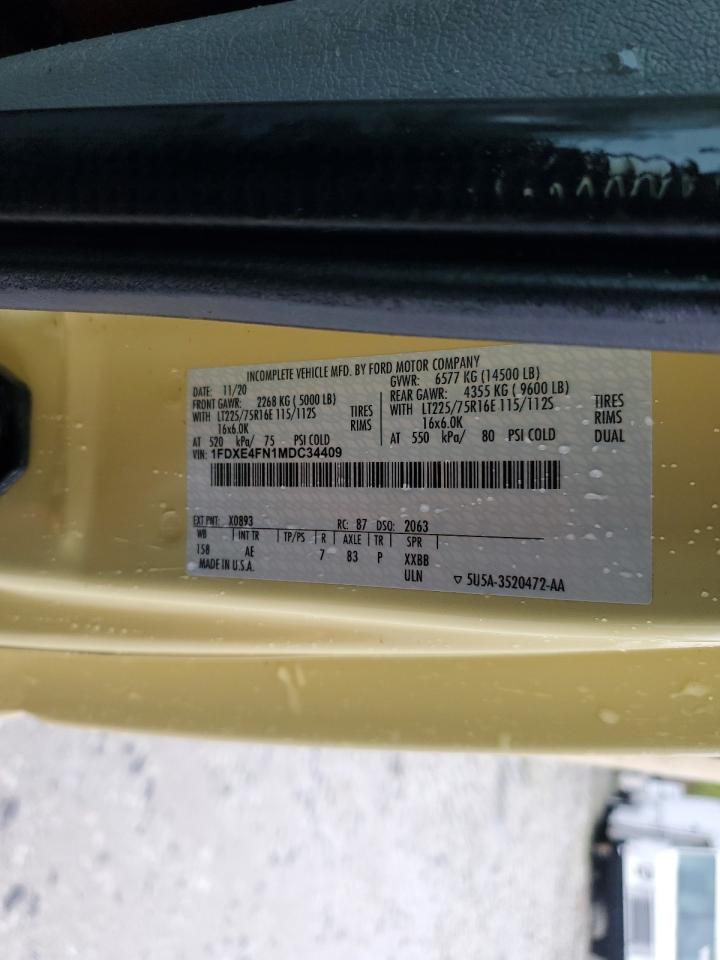 INCOMPLETE VEHICLE MFD. BY FORD MOTOR COMPANY
DATE: 11/20 GVWR: 6577 KG (14500 LB)
FRONT GAWR: 2268 KG ( 5000 LB) REAR GAWR: 4355 KG ( 9600 LB)
WITH LT225/75R16E 115/112S TIRES WITH LT225/75R16E 115/112S TIRES
16x6.0K RIMS 16x6.0K RIMS
AT 520 kPa/ 75 PSI COLD AT 550 kPa/ 80 PSI COLD DUAL
VIN: 1FDXE4FN1MDC34409
EXT PNT: X0893 RC: 87 DSO: 2063
WB INT TR TP/PS R AXLE TR SPR
158 AE 7 83 P XXBB
MADE IN U.S.A. ULN ▽ 5U5A-3520472-AA